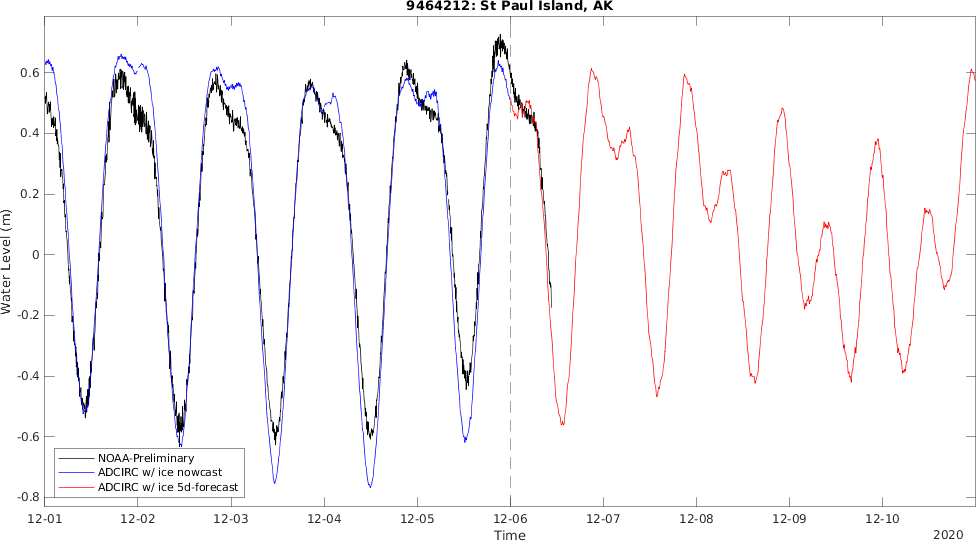 9464212: St Paul Island, AK
Water Level (m)
0.6
0.4
0.2
0
-0.2
-0.4
-0.6
-0.8
NOAA-Preliminary
ADCIRC w/ ice nowcast
ADCIRC w/ ice 5d-forecast
12-01 12-02 12-03 12-04 12-05 12-06 12-07 12-08 12-09 12-10
Time
2020